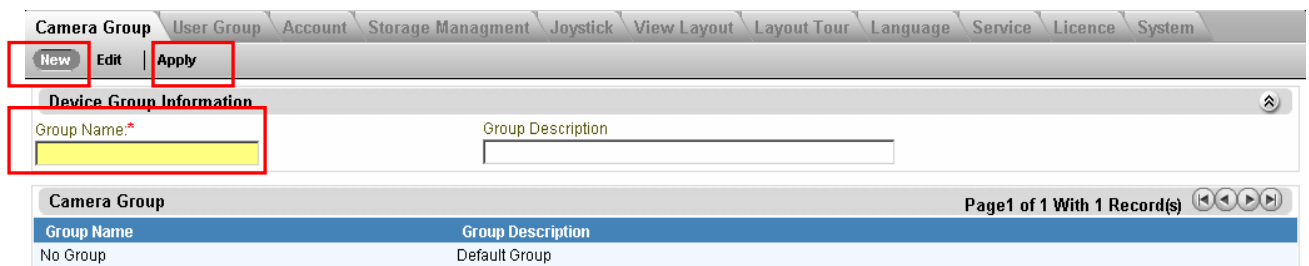 Camera Group User Group Account Storage Managment Joystick View Layout Layout Tour Language Service Licence System
New Edit | Apply
Device Group Information
Group Name:* Group Description
Camera Group Page1 of 1 With 1 Record(s)
Group Name Group Description
No Group Default Group